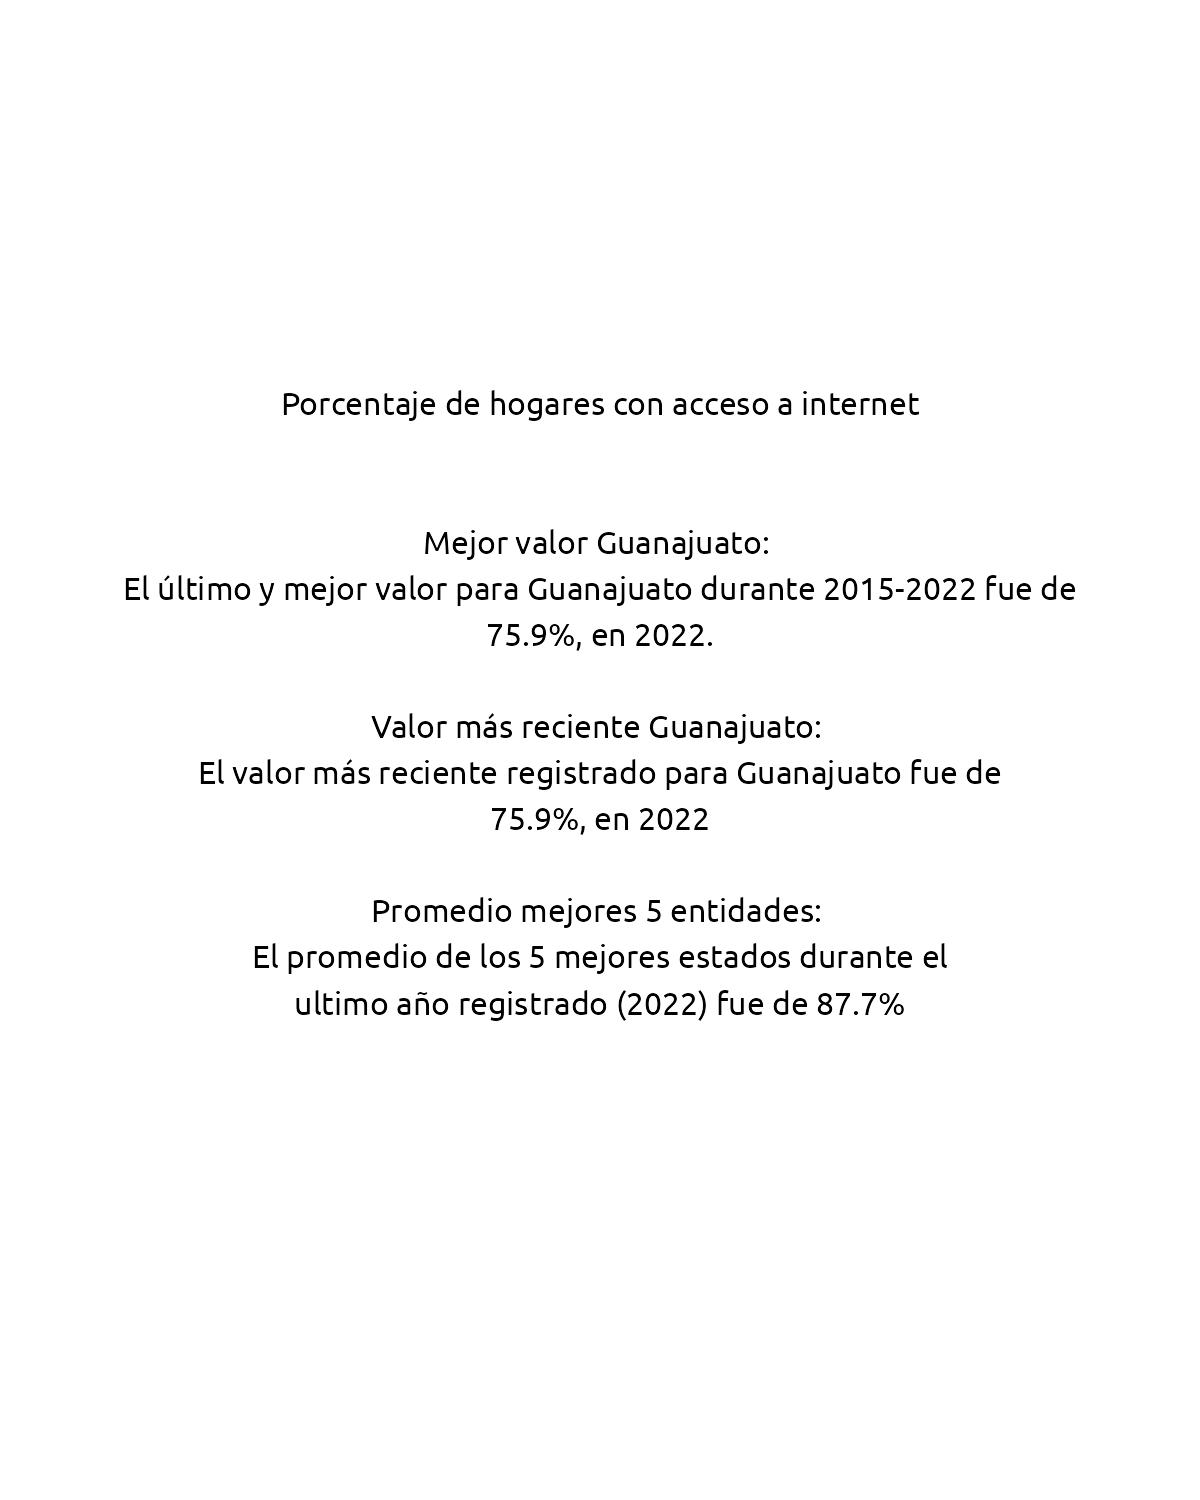 Porcentaje de hogares con acceso a internet
Mejor valor Guanajuato:
El último y mejor valor para Guanajuato durante 2015-2022 fue de
75.9%, en 2022.
Valor más reciente Guanajuato:
El valor más reciente registrado para Guanajuato fue de
75.9%, en 2022
Promedio mejores 5 entidades:
El promedio de los 5 mejores estados durante el
ultimo año registrado (2022) fue de 87.7%